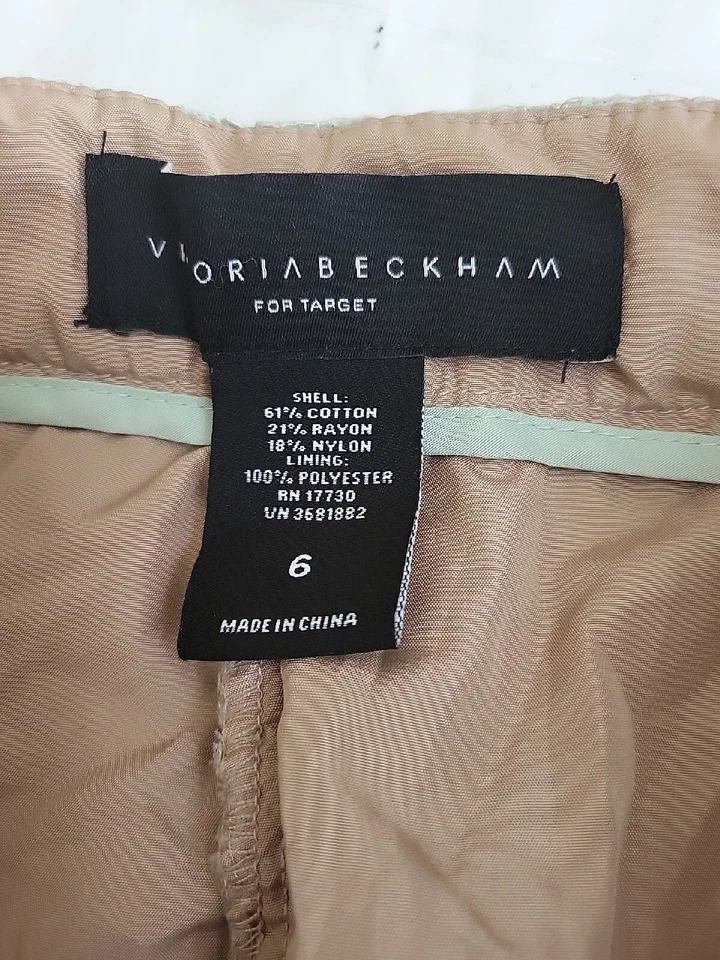 VI ORIABECKHAM
FOR TARGET
SHELL:
61% COTTON
21% RAYON
18% NYLON
LINING:
100% POLYESTER
RN 17730
UN 3681882
6
MADE IN CHINA